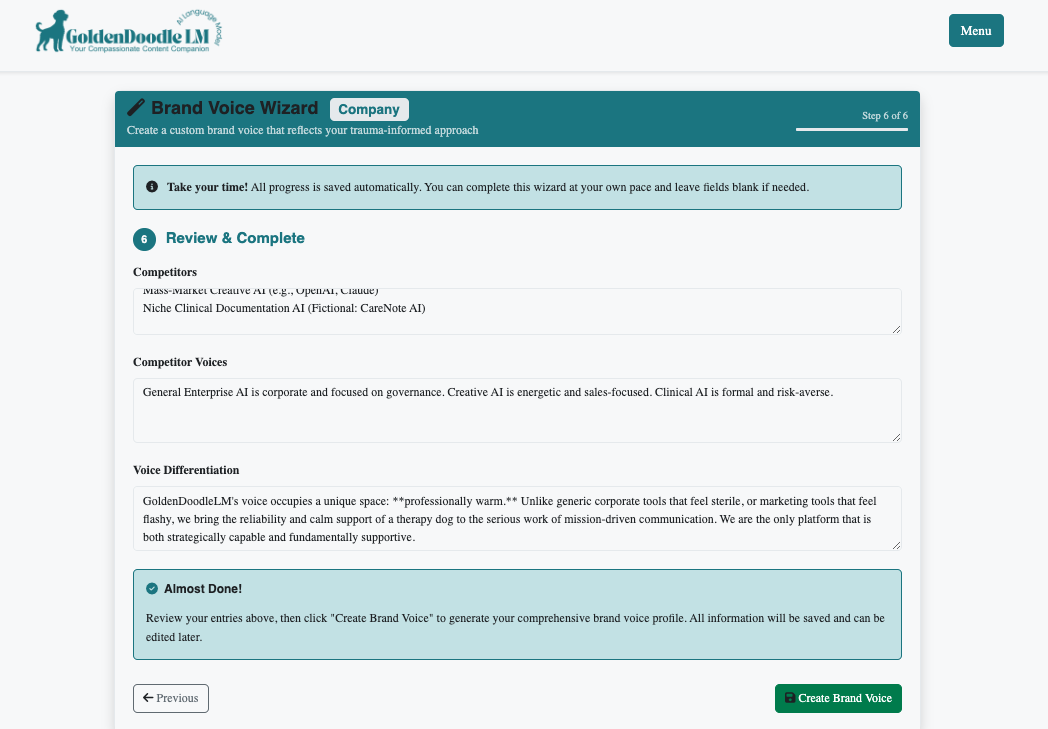 AI Language Model
GoldenDoodle LM
Your Compassionate Content Companion
Menu
Brand Voice Wizard Company
Create a custom brand voice that reflects your trauma-informed approach
Step 6 of 6
Take your time! All progress is saved automatically. You can complete this wizard at your own pace and leave fields blank if needed.
6 Review & Complete
Competitors
Mass-Market Creative AI (e.g., OpenAI, Claude)
Niche Clinical Documentation AI (Fictional: CareNote AI)
Competitor Voices
General Enterprise AI is corporate and focused on governance. Creative AI is energetic and sales-focused. Clinical AI is formal and risk-averse.
Voice Differentiation
GoldenDoodleLM's voice occupies a unique space: **professionally warm.** Unlike generic corporate tools that feel sterile, or marketing tools that feel
flashy, we bring the reliability and calm support of a therapy dog to the serious work of mission-driven communication. We are the only platform that is
both strategically capable and fundamentally supportive.
Almost Done!
Review your entries above, then click "Create Brand Voice" to generate your comprehensive brand voice profile. All information will be saved and can be
edited later.
Previous
Create Brand Voice